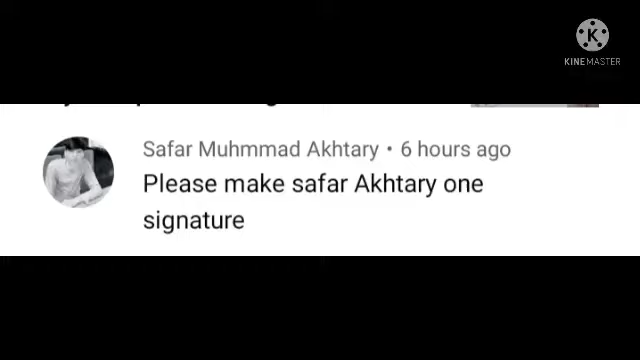 KINEMASTER
Safar Muhmmad Akhtary • 6 hours ago
Please make safar Akhtary one
signature